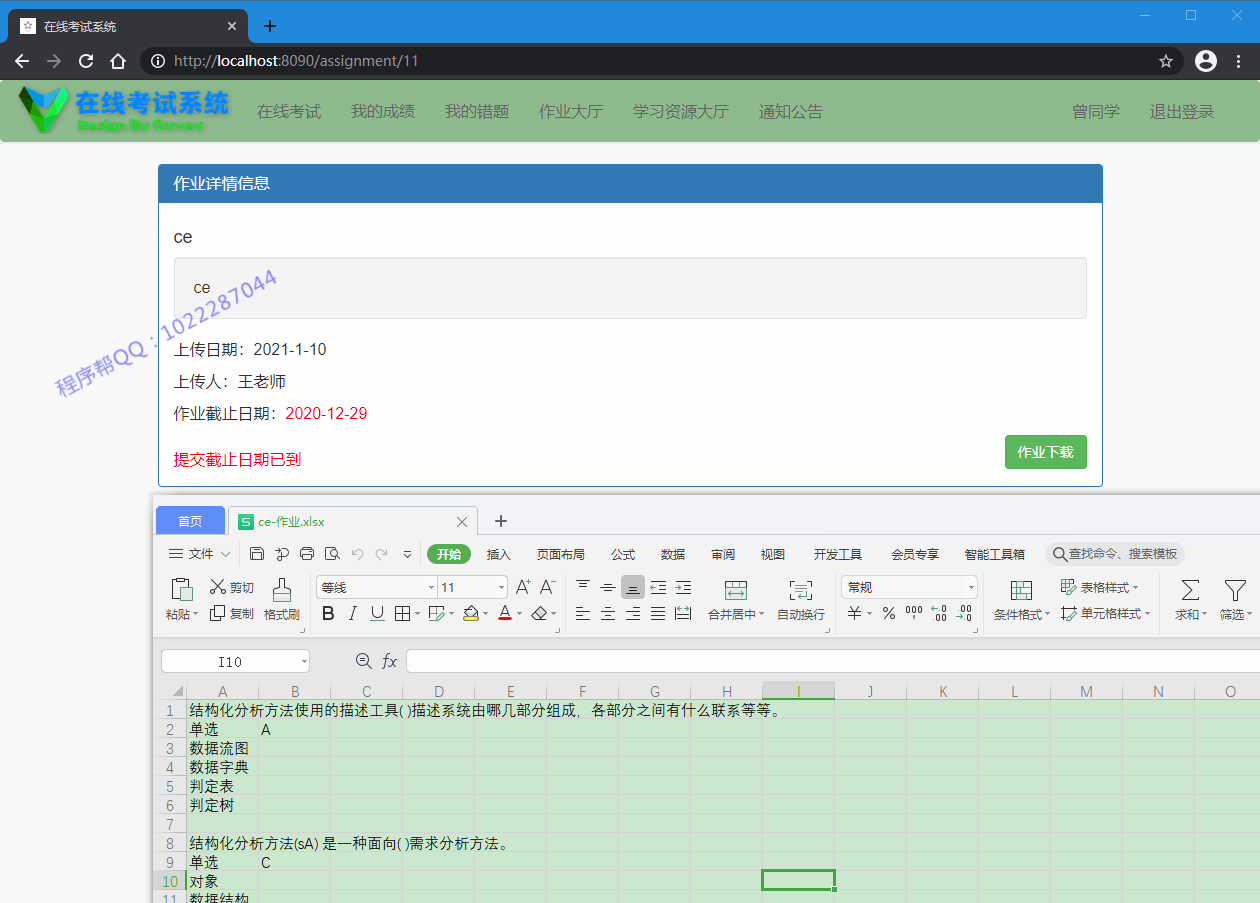 在线考试系统
http://localhost:8090/assignment/11
在线考试系统
Design By Corvey
在线考试 我的成绩 我的错题 作业大厅 学习资源大厅 通知公告 曾同学 退出登录
作业详情信息
ce
ce
程序帮QQ：1022287044
上传日期：2021-1-10
上传人：王老师
作业截止日期：2020-12-29
提交截止日期已到
作业下载
首页 S ce-作业.xlsx
文件 开始 插入 页面布局 公式 数据 审阅 视图 开发工具 会员专享 智能工具箱 查找命令、搜索模板
剪切 等线 11 A+ A- 常规 表格样式
粘贴 复制 格式刷 B I U A 合并居中 自动换行 ¥ % 000 ←.0 .00 .00 →.0 条件格式 单元格样式 求和 筛选
I10 fx
A B C D E F G H I J K L M N O
1 结构化分析方法使用的描述工具( )描述系统由哪几部分组成，各部分之间有什么联系等等。
2 单选 A
3 数据流图
4 数据字典
5 判定表
6 判定树
7
8 结构化分析方法(sA) 是一种面向( )需求分析方法。
9 单选 C
10 对象
11 数据结构